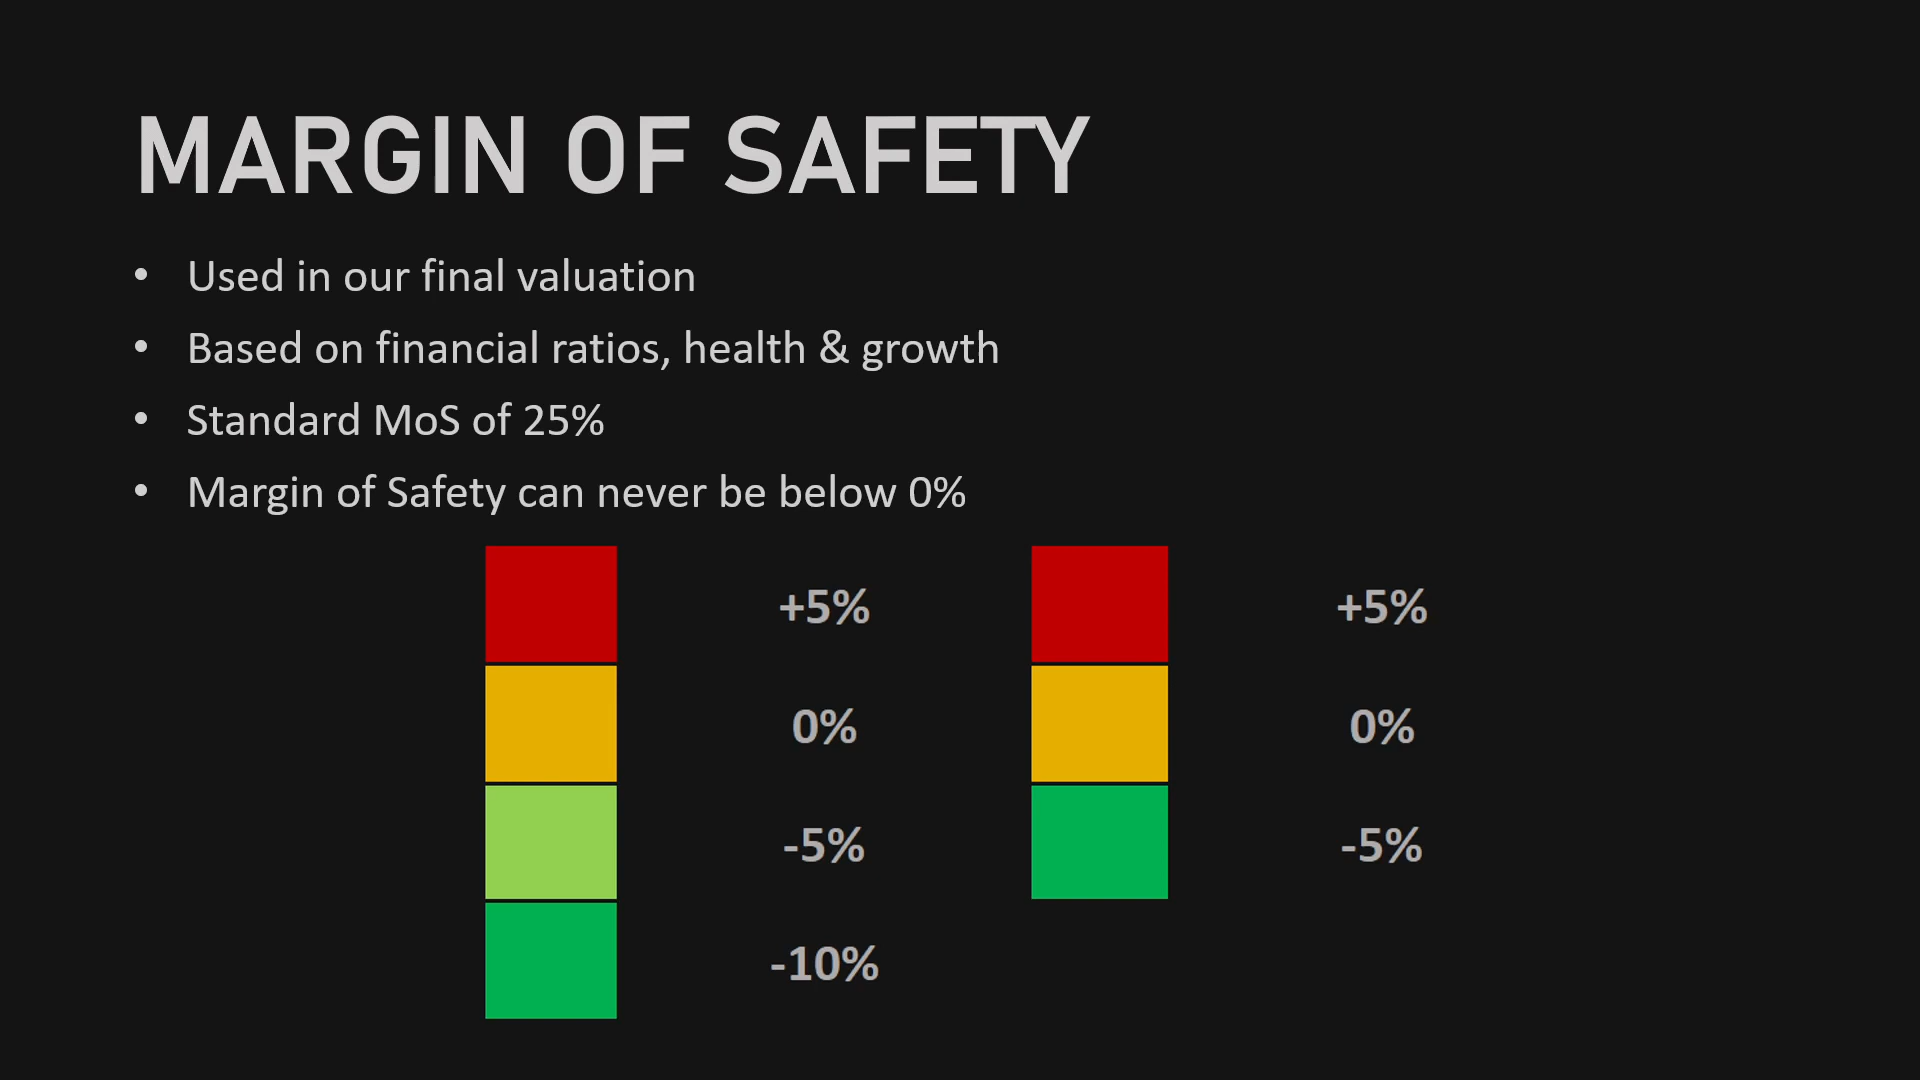 MARGIN OF SAFETY
• Used in our final valuation
• Based on financial ratios, health & growth
• Standard MoS of 25%
• Margin of Safety can never be below 0%
+5% +5%
0% 0%
-5% -5%
-10%